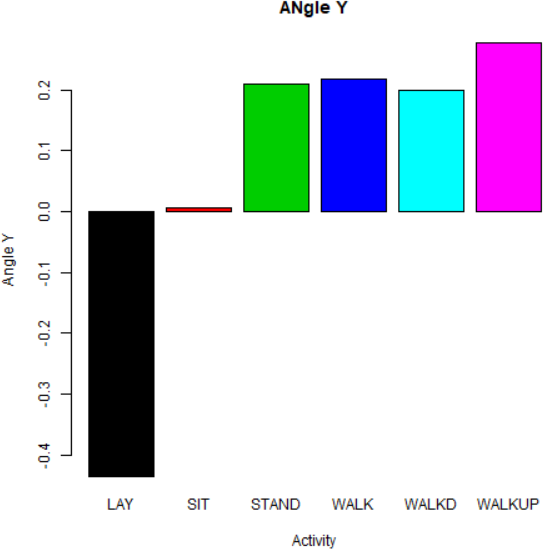 ANgle Y
Angle Y
0.2
0.1
0.0
-0.1
-0.2
-0.3
-0.4
LAY SIT STAND WALK WALKD WALKUP
Activity